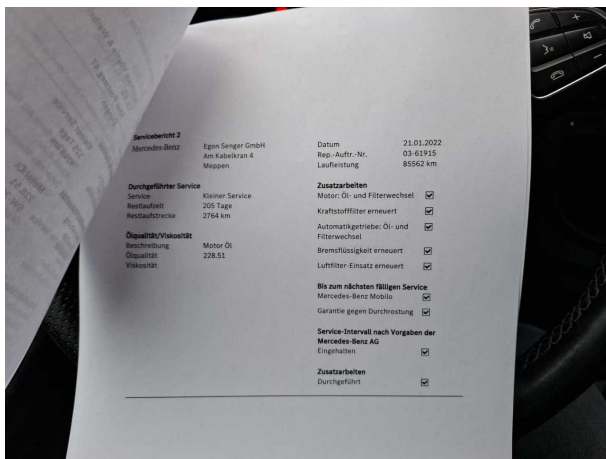 Servicebericht 2
Mercedes-Benz
Egon Senger GmbH
Am Kabelkran 4
Meppen
Datum 21.01.2022
Rep.-Auftr.-Nr. 03-61915
Laufleistung 85562 km
Durchgeführter Service
Service Kleiner Service
Restlaufzeit 205 Tage
Restlaufstrecke 2764 km
Ölqualität/Viskosität
Beschreibung Motor Öl
Ölqualität 228.51
Viskosität
Zusatzarbeiten
Motor: Öl- und Filterwechsel
Kraftstofffilter erneuert
Automatikgetriebe: Öl- und
Filterwechsel
Bremsflüssigkeit erneuert
Luftfilter-Einsatz erneuert
Bis zum nächsten fälligen Service
Mercedes-Benz Mobilo
Garantie gegen Durchrostung
Service-Intervall nach Vorgaben der
Mercedes-Benz AG
Eingehalten
Zusatzarbeiten
Durchgeführt